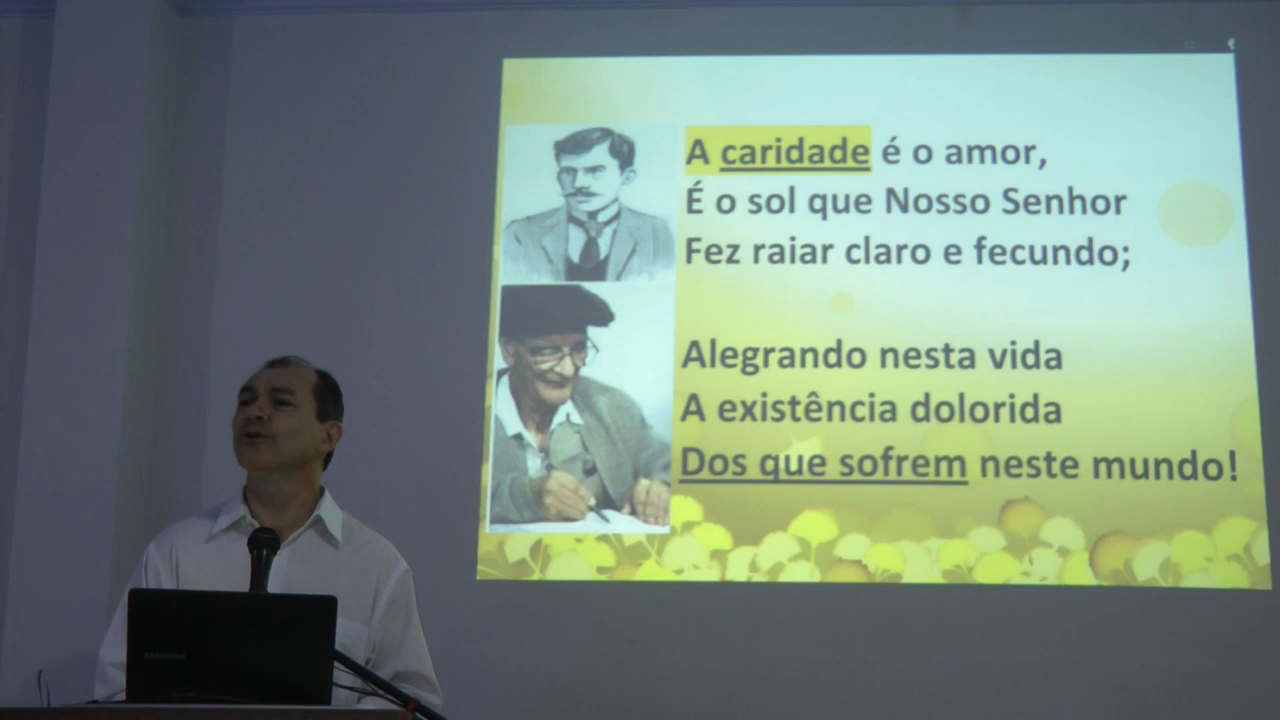 A caridade é o amor,
É o sol que Nosso Senhor
Fez raiar claro e fecundo;
Alegrando nesta vida
A existência dolorida
Dos que sofrem neste mundo!
SAMSUNG